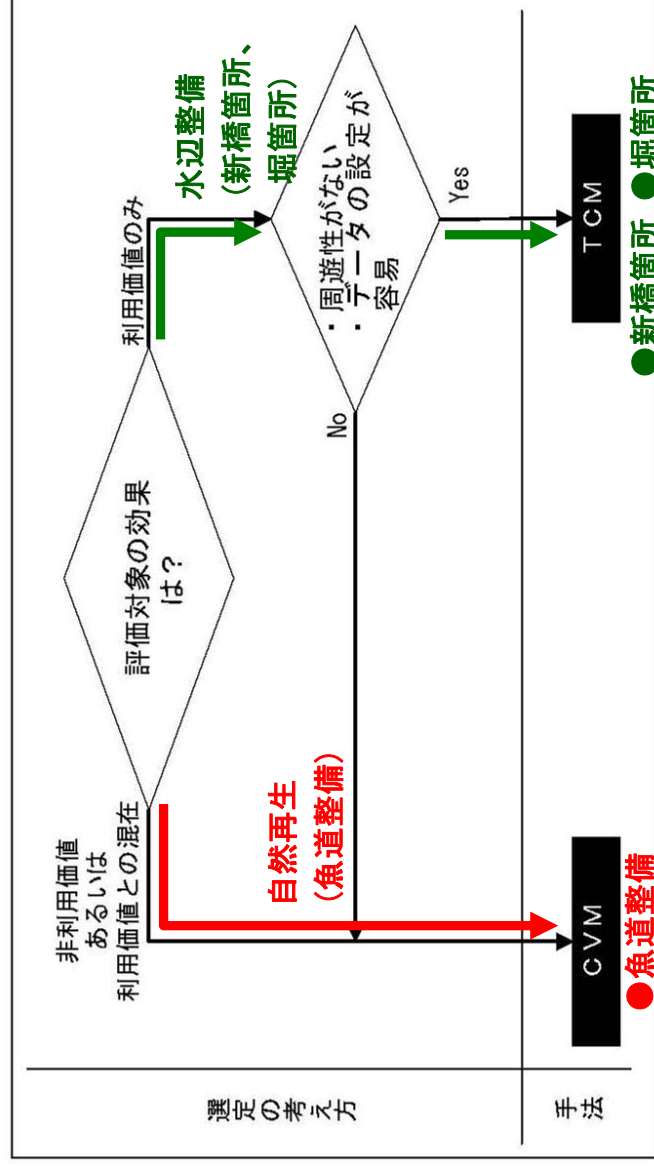 選定の考え方
手法
非利用価値
あるいは
利用価値との混在
評価対象の効果
は？
利用価値のみ
水辺整備
(新橋箇所、
堀箇所)
・周遊性がない
・データの設定が
容易
No
Yes
自然再生
(魚道整備)
CVM
TCM
●魚道整備
●新橋箇所 ●堀箇所